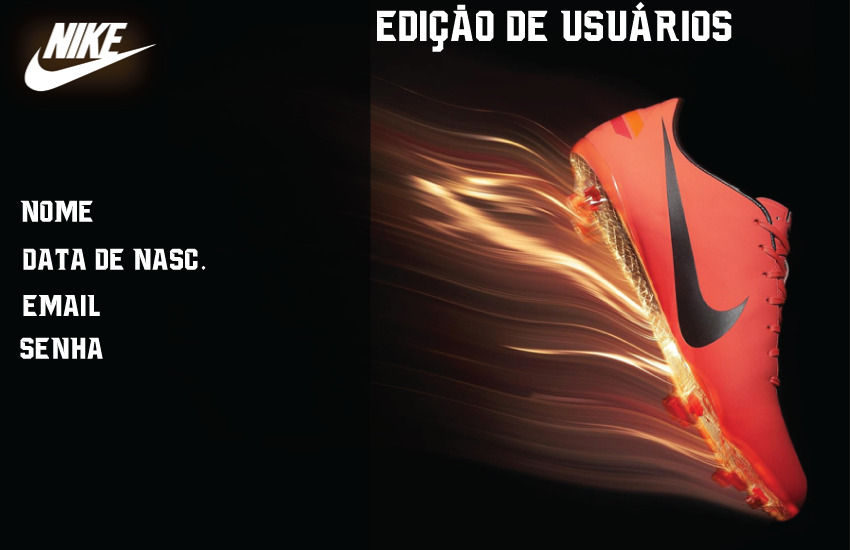 NIKE
EDIÇÃO DE USUÁRIOS
NOME
DATA DE NASC.
EMAIL
SENHA